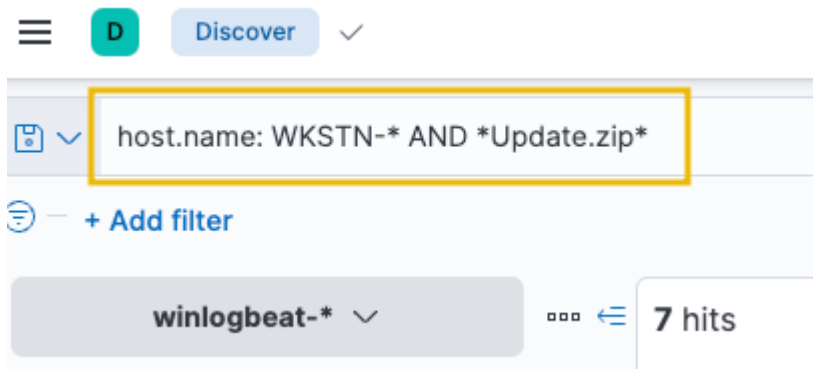 D Discover
host.name: WKSTN-* AND *Update.zip*
+ Add filter
winlogbeat-* 7 hits